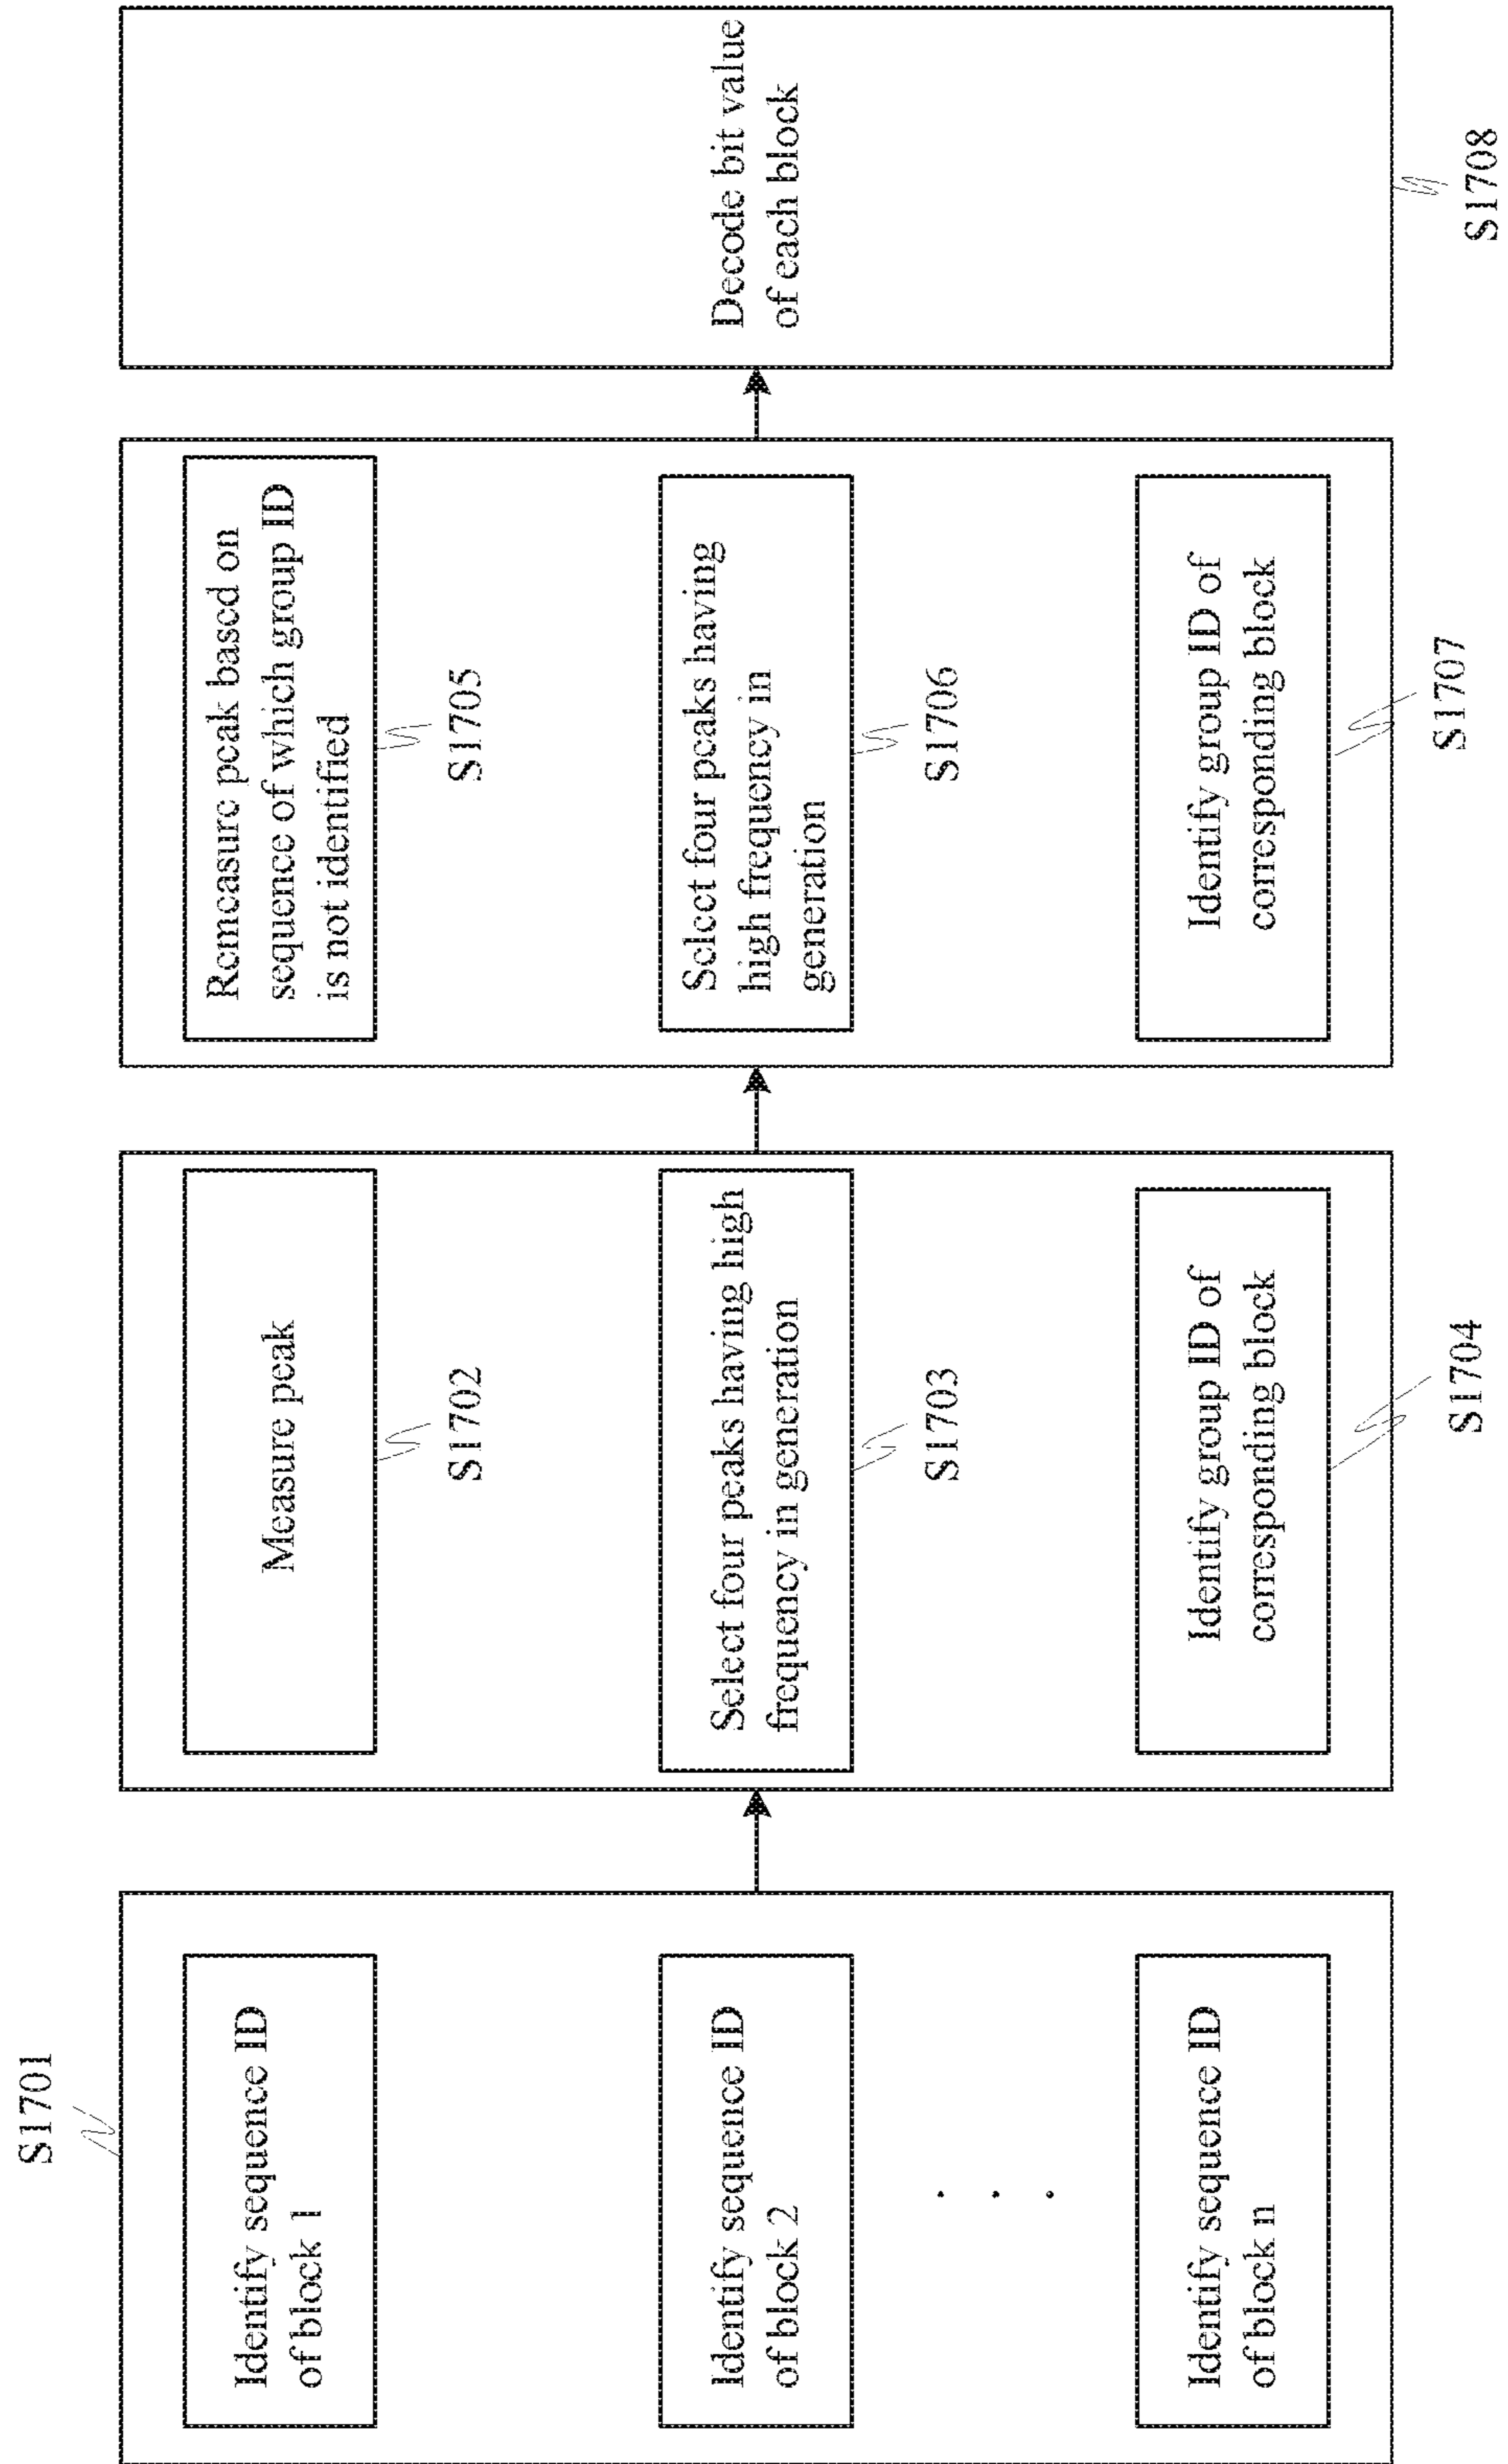 S1701
Identify sequence ID
of block 1
Identify sequence ID
of block 2
. . .
Identify sequence ID
of block n
Measure peak
S1702
Select four peaks having high
frequency in generation
S1703
Identify group ID of
corresponding block
S1704
Remeasure peak based on
sequence of which group ID
is not identified
S1705
Select four peaks having
high frequency in
generation
S1706
Identify group ID of
corresponding block
S1707
Decode bit value
of each block
S1708